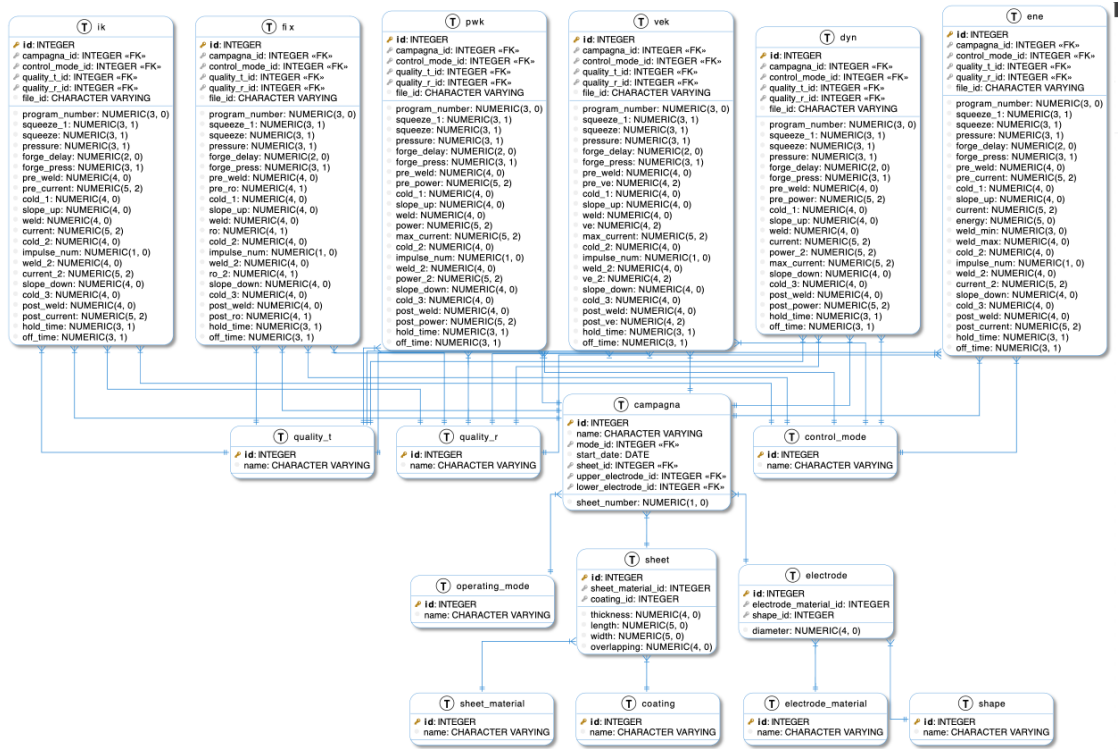 T ik
id: INTEGER
campagna_id: INTEGER «FK»
control_mode_id: INTEGER «FK»
quality_t_id: INTEGER «FK»
quality_r_id: INTEGER «FK»
file_id: CHARACTER VARYING
program_number: NUMERIC(3, 0)
squeeze_1: NUMERIC(3, 1)
squeeze: NUMERIC(3, 1)
pressure: NUMERIC(3, 1)
forge_delay: NUMERIC(2, 0)
forge_press: NUMERIC(3, 1)
pre_weld: NUMERIC(4, 0)
pre_current: NUMERIC(5, 2)
cold_1: NUMERIC(4, 0)
slope_up: NUMERIC(4, 0)
weld: NUMERIC(4, 0)
current: NUMERIC(5, 2)
cold_2: NUMERIC(4, 0)
impulse_num: NUMERIC(1, 0)
weld_2: NUMERIC(4, 0)
current_2: NUMERIC(5, 2)
slope_down: NUMERIC(4, 0)
cold_3: NUMERIC(4, 0)
post_weld: NUMERIC(4, 0)
post_current: NUMERIC(5, 2)
hold_time: NUMERIC(3, 1)
off_time: NUMERIC(3, 1)
T fix
id: INTEGER
campagna_id: INTEGER «FK»
control_mode_id: INTEGER «FK»
quality_t_id: INTEGER «FK»
quality_r_id: INTEGER «FK»
file_id: CHARACTER VARYING
program_number: NUMERIC(3, 0)
squeeze_1: NUMERIC(3, 1)
squeeze: NUMERIC(3, 1)
pressure: NUMERIC(3, 1)
forge_delay: NUMERIC(2, 0)
forge_press: NUMERIC(3, 1)
pre_weld: NUMERIC(4, 0)
pre_ro: NUMERIC(4, 1)
cold_1: NUMERIC(4, 0)
slope_up: NUMERIC(4, 0)
weld: NUMERIC(4, 0)
ro: NUMERIC(4, 1)
cold_2: NUMERIC(4, 0)
impulse_num: NUMERIC(1, 0)
weld_2: NUMERIC(4, 0)
ro_2: NUMERIC(4, 1)
slope_down: NUMERIC(4, 0)
cold_3: NUMERIC(4, 0)
post_weld: NUMERIC(4, 0)
post_ro: NUMERIC(4, 1)
hold_time: NUMERIC(3, 1)
off_time: NUMERIC(3, 1)
T pwk
id: INTEGER
campagna_id: INTEGER «FK»
control_mode_id: INTEGER «FK»
quality_t_id: INTEGER «FK»
quality_r_id: INTEGER «FK»
file_id: CHARACTER VARYING
program_number: NUMERIC(3, 0)
squeeze_1: NUMERIC(3, 1)
squeeze: NUMERIC(3, 1)
pressure: NUMERIC(3, 1)
forge_delay: NUMERIC(2, 0)
forge_press: NUMERIC(3, 1)
pre_weld: NUMERIC(4, 0)
pre_power: NUMERIC(5, 2)
cold_1: NUMERIC(4, 0)
slope_up: NUMERIC(4, 0)
weld: NUMERIC(4, 0)
power: NUMERIC(5, 2)
max_current: NUMERIC(5, 2)
cold_2: NUMERIC(4, 0)
impulse_num: NUMERIC(1, 0)
weld_2: NUMERIC(4, 0)
power_2: NUMERIC(5, 2)
slope_down: NUMERIC(4, 0)
cold_3: NUMERIC(4, 0)
post_weld: NUMERIC(4, 0)
post_power: NUMERIC(5, 2)
hold_time: NUMERIC(3, 1)
off_time: NUMERIC(3, 1)
T vek
id: INTEGER
campagna_id: INTEGER «FK»
control_mode_id: INTEGER «FK»
quality_t_id: INTEGER «FK»
quality_r_id: INTEGER «FK»
file_id: CHARACTER VARYING
program_number: NUMERIC(3, 0)
squeeze_1: NUMERIC(3, 1)
squeeze: NUMERIC(3, 1)
pressure: NUMERIC(3, 1)
forge_delay: NUMERIC(2, 0)
forge_press: NUMERIC(3, 1)
pre_weld: NUMERIC(4, 0)
pre_ve: NUMERIC(4, 2)
cold_1: NUMERIC(4, 0)
slope_up: NUMERIC(4, 0)
weld: NUMERIC(4, 0)
ve: NUMERIC(4, 2)
max_current: NUMERIC(5, 2)
cold_2: NUMERIC(4, 0)
impulse_num: NUMERIC(1, 0)
weld_2: NUMERIC(4, 0)
ve_2: NUMERIC(4, 2)
slope_down: NUMERIC(4, 0)
cold_3: NUMERIC(4, 0)
post_weld: NUMERIC(4, 0)
post_ve: NUMERIC(4, 2)
hold_time: NUMERIC(3, 1)
off_time: NUMERIC(3, 1)
T dyn
id: INTEGER
campagna_id: INTEGER «FK»
control_mode_id: INTEGER «FK»
quality_t_id: INTEGER «FK»
quality_r_id: INTEGER «FK»
file_id: CHARACTER VARYING
program_number: NUMERIC(3, 0)
squeeze_1: NUMERIC(3, 1)
squeeze: NUMERIC(3, 1)
pressure: NUMERIC(3, 1)
forge_delay: NUMERIC(2, 0)
forge_press: NUMERIC(3, 1)
pre_weld: NUMERIC(4, 0)
pre_power: NUMERIC(5, 2)
cold_1: NUMERIC(4, 0)
slope_up: NUMERIC(4, 0)
weld: NUMERIC(4, 0)
current: NUMERIC(5, 2)
power_2: NUMERIC(5, 2)
max_current: NUMERIC(5, 2)
slope_down: NUMERIC(4, 0)
cold_3: NUMERIC(4, 0)
post_weld: NUMERIC(4, 0)
post_power: NUMERIC(5, 2)
hold_time: NUMERIC(3, 1)
off_time: NUMERIC(3, 1)
T ene
id: INTEGER
campagna_id: INTEGER «FK»
control_mode_id: INTEGER «FK»
quality_t_id: INTEGER «FK»
quality_r_id: INTEGER «FK»
file_id: CHARACTER VARYING
program_number: NUMERIC(3, 0)
squeeze_1: NUMERIC(3, 1)
squeeze: NUMERIC(3, 1)
pressure: NUMERIC(3, 1)
forge_delay: NUMERIC(2, 0)
forge_press: NUMERIC(3, 1)
pre_weld: NUMERIC(4, 0)
pre_current: NUMERIC(5, 2)
cold_1: NUMERIC(4, 0)
slope_up: NUMERIC(4, 0)
current: NUMERIC(5, 2)
energy: NUMERIC(5, 0)
weld_min: NUMERIC(3, 0)
weld_max: NUMERIC(4, 0)
cold_2: NUMERIC(4, 0)
impulse_num: NUMERIC(1, 0)
weld_2: NUMERIC(4, 0)
current_2: NUMERIC(5, 2)
slope_down: NUMERIC(4, 0)
cold_3: NUMERIC(4, 0)
post_weld: NUMERIC(4, 0)
post_current: NUMERIC(5, 2)
hold_time: NUMERIC(3, 1)
off_time: NUMERIC(3, 1)
T quality_t
id: INTEGER
name: CHARACTER VARYING
T quality_r
id: INTEGER
name: CHARACTER VARYING
T campagna
id: INTEGER
name: CHARACTER VARYING
mode_id: INTEGER «FK»
start_date: DATE
sheet_id: INTEGER «FK»
upper_electrode_id: INTEGER «FK»
lower_electrode_id: INTEGER «FK»
sheet_number: NUMERIC(1, 0)
T control_mode
id: INTEGER
name: CHARACTER VARYING
T operating_mode
id: INTEGER
name: CHARACTER VARYING
T sheet
id: INTEGER
sheet_material_id: INTEGER
coating_id: INTEGER
thickness: NUMERIC(4, 0)
length: NUMERIC(5, 0)
width: NUMERIC(5, 0)
overlapping: NUMERIC(4, 0)
T electrode
id: INTEGER
electrode_material_id: INTEGER
shape_id: INTEGER
diameter: NUMERIC(4, 0)
T sheet_material
id: INTEGER
name: CHARACTER VARYING
T coating
id: INTEGER
name: CHARACTER VARYING
T electrode_material
id: INTEGER
name: CHARACTER VARYING
T shape
id: INTEGER
name: CHARACTER VARYING